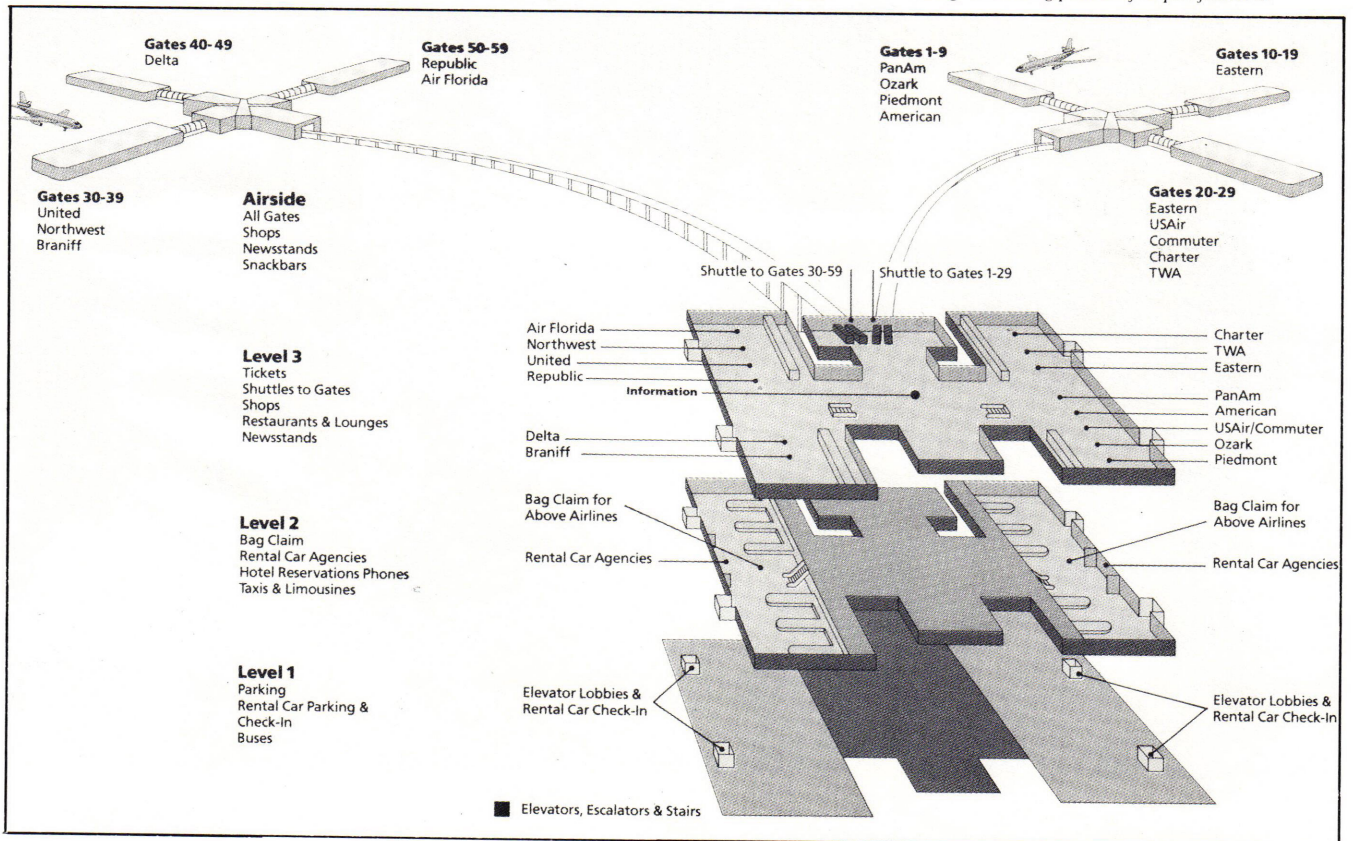 Gates 40-49
Delta
Gates 50-59
Republic
Air Florida
Gates 1-9
PanAm
Ozark
Piedmont
American
Gates 10-19
Eastern
Gates 30-39
United
Northwest
Braniff
Airside
All Gates
Shops
Newsstands
Snackbars
Gates 20-29
Eastern
USAir
Commuter
Charter
TWA
Shuttle to Gates 30-59
Shuttle to Gates 1-29
Level 3
Tickets
Shuttles to Gates
Shops
Restaurants & Lounges
Newsstands
Air Florida
Northwest
United
Republic
Information
Delta
Braniff
Charter
TWA
Eastern
PanAm
American
USAir/Commuter
Ozark
Piedmont
Level 2
Bag Claim
Rental Car Agencies
Hotel Reservations Phones
Taxis & Limousines
Bag Claim for
Above Airlines
Rental Car Agencies
Bag Claim for
Above Airlines
Rental Car Agencies
Level 1
Parking
Rental Car Parking &
Check-In
Buses
Elevator Lobbies &
Rental Car Check-In
Elevator Lobbies &
Rental Car Check-In
Elevators, Escalators & Stairs